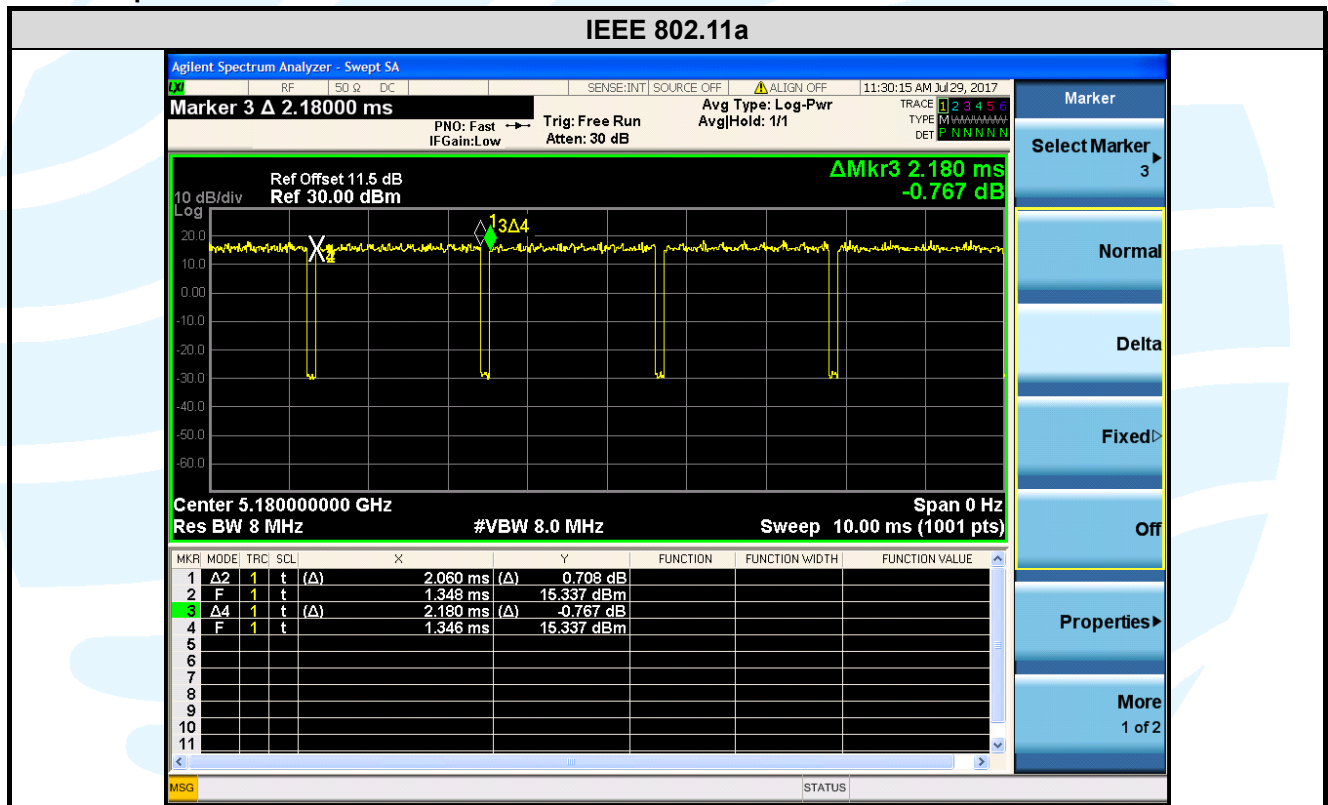 IEEE 802.11a
Agilent Spectrum Analyzer - Swept SA
LXI RF 50 Ω DC SENSE:INT SOURCE OFF ALIGN OFF 11:30:15 AM Jul 29, 2017
Marker 3 Δ 2.18000 ms
PNO: Fast
IFGain:Low
Trig: Free Run
Atten: 30 dB
Avg Type: Log-Pwr
Avg|Hold: 1/1
TRACE 1 2 3 4 5 6
TYPE M
DET P N N N N N
ΔMkr3 2.180 ms
-0.767 dB
Ref Offset 11.5 dB
10 dB/div Ref 30.00 dBm
Log
20.0
10.0
0.00
-10.0
-20.0
-30.0
-40.0
-50.0
-60.0
1 3Δ4
4
Center 5.180000000 GHz Span 0 Hz
Res BW 8 MHz #VBW 8.0 MHz Sweep 10.00 ms (1001 pts)
MKR MODE TRC SCL X Y FUNCTION FUNCTION WIDTH FUNCTION VALUE
1 Δ2 1 t (Δ) 2.060 ms (Δ) 0.708 dB
2 F 1 t 1.348 ms 15.337 dBm
3 Δ4 1 t (Δ) 2.180 ms (Δ) -0.767 dB
4 F 1 t 1.346 ms 15.337 dBm
5
6
7
8
9
10
11
MSG STATUS
Marker
Select Marker
3
Normal
Delta
Fixed
Off
Properties
More
1 of 2